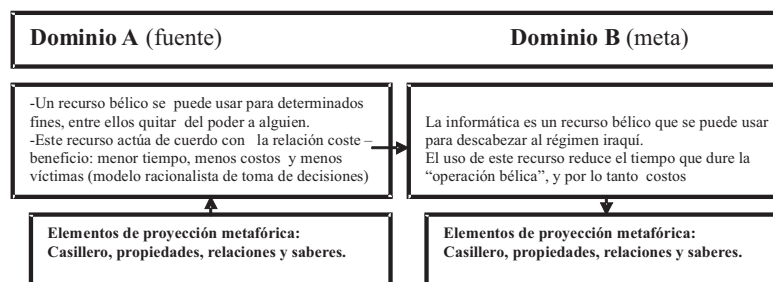 Dominio A (fuente) Dominio B (meta)
-Un recurso bélico se puede usar para determinados
fines, entre ellos quitar del poder a alguien.
-Este recurso actúa de cuerdo con la relación coste –
beneficio: menor tiempo, menos costos y menos
víctimas (modelo racionalista de toma de decisiones)
La informática es un recurso bélico que se puede usar
para descabezar al régimen iraquí.
El uso de este recurso reduce el tiempo que dure la
“operación bélica”, y por lo tanto costos
Elementos de proyección metafórica:
Casillero, propiedades, relaciones y saberes.
Elementos de proyección metafórica:
Casillero, propiedades, relaciones y saberes.